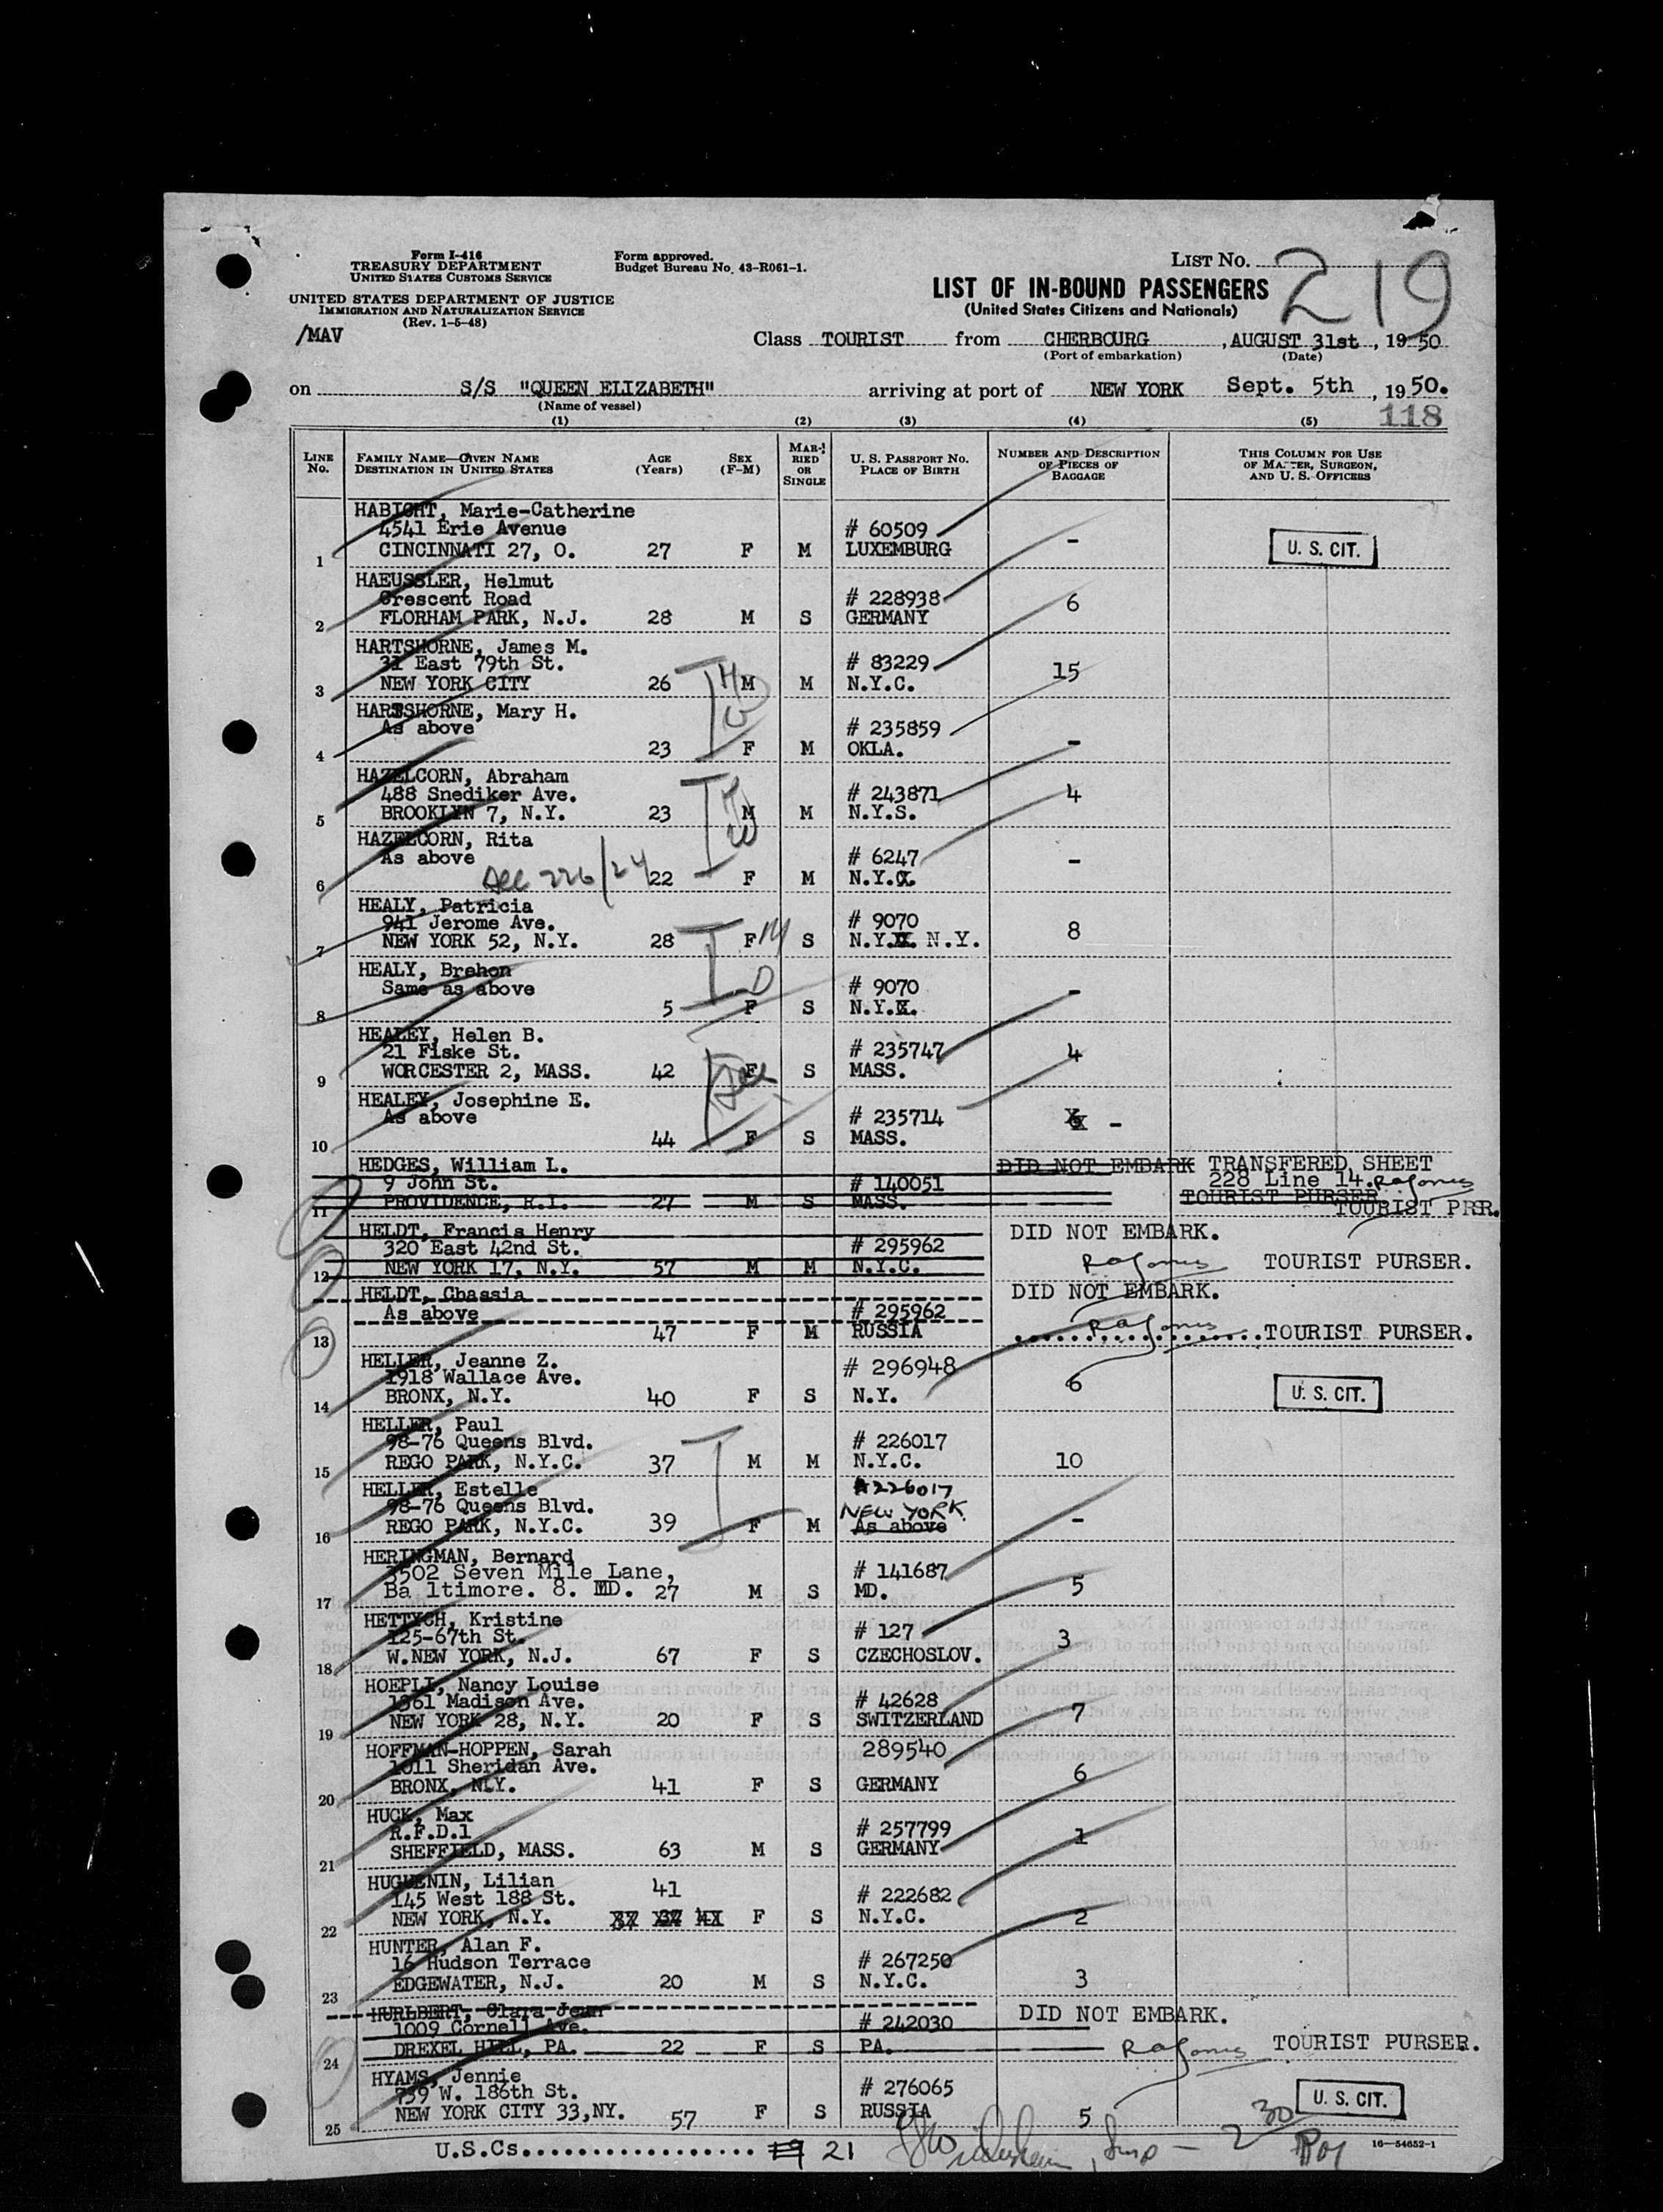 Form I-416
TREASURY DEPARTMENT
UNITED STATES CUSTOMS SERVICE
UNITED STATES DEPARTMENT OF JUSTICE
IMMIGRATION AND NATURALIZATION SERVICE
(Rev. 1-5-48)
/MAV
Form approved.
Budget Bureau No. 43-R061-1.
LIST NO. 219
LIST OF IN-BOUND PASSENGERS
(United States Citizens and Nationals)
Class TOURIST from CHERBOURG, AUGUST 31st, 1950
(Port of embarkation) (Date)
on S/S "QUEEN ELIZABETH" arriving at port of NEW YORK Sept. 5th, 1950.
(Name of vessel)
118
(1) (2) (3) (4) (5)
LINE NO. FAMILY NAME—GIVEN NAME DESTINATION IN UNITED STATES AGE (Years) SEX (F-M) MARRIED OR SINGLE U. S. PASSPORT NO. PLACE OF BIRTH NUMBER AND DESCRIPTION OF PIECES OF BAGGAGE THIS COLUMN FOR USE OF MASTER, SURGEON, AND U. S. OFFICERS
HABIGHT, Marie-Catherine
4541 Erie Avenue # 60509
1 CINCINNATI 27, O. 27 F M LUXEMBURG - U. S. CIT.
HAEUSSLER, Helmut
Crescent Road # 228938 6
2 FLORHAM PARK, N.J. 28 M S GERMANY
HARTSHORNE, James M.
31 East 79th St. # 83229 15
3 NEW YORK CITY 26 M M N.Y.C.
HARTSHORNE, Mary H.
As above # 235859
4 23 F M OKLA. -
HAZELCORN, Abraham
488 Snediker Ave. # 243871 4
5 BROOKLYN 7, N.Y. 23 M M N.Y.S.
HAZELCORN, Rita
As above # 6247 -
6 See 226/24 22 F M N.Y.
HEALY, Patricia
941 Jerome Ave. # 9070 8
7 NEW YORK 52, N.Y. 28 F S N.Y. N.Y.
HEALY, Brehon
Same as above # 9070 -
8 5 F S N.Y.
HEALEY, Helen B.
21 Fiske St. # 235747 4
9 WORCESTER 2, MASS. 42 F S MASS.
HEALEY, Josephine E.
As above # 235714 -
10 44 F S MASS.
HEDGES, William L. DID NOT EMBARK TRANSFERED SHEET
9 John St. # 140051 228 Line 14.
11 PROVIDENCE, R.I. 27 M S MASS. TOURIST PURSER
TOURIST PRR.
HELDT, Francis Henry DID NOT EMBARK.
320 East 42nd St. # 295962
12 NEW YORK 17, N.Y. 57 M M N.Y.C. TOURIST PURSER.
HELDT, Chassia DID NOT EMBARK.
As above # 295962
13 47 F M RUSSIA TOURIST PURSER.
HELLER, Jeanne Z. # 296948
1918 Wallace Ave. 6
14 BRONX, N.Y. 40 F S N.Y. U. S. CIT.
HELLER, Paul
98-76 Queens Blvd. # 226017
15 REGO PARK, N.Y.C. 37 M M N.Y.C. 10
HELLER, Estelle #226017
98-76 Queens Blvd. NEW YORK
16 REGO PARK, N.Y.C. 39 F M As above -
HERINGMAN, Bernard
3502 Seven Mile Lane, # 141687
17 Ba ltimore. 8. MD. 27 M S MD. 5
HETTYCH, Kristine
125-67th St. # 127 3
18 W.NEW YORK, N.J. 67 F S CZECHOSLOV.
HOEPLI, Nancy Louise
1361 Madison Ave. # 42628 7
19 NEW YORK 28, N.Y. 20 F S SWITZERLAND
HOFFMAN-HOPPEN, Sarah 289540
1011 Sheridan Ave. 6
20 BRONX, NLY. 41 F S GERMANY
HUCK, Max
R.F.D.1 # 257799 1
21 SHEFFIELD, MASS. 63 M S GERMANY
HUGUENIN, Lilian 41
145 West 188 St. # 222682
22 NEW YORK, N.Y. F S N.Y.C. 2
HUNTER, Alan F.
16 Hudson Terrace # 267250
23 EDGEWATER, N.J. 20 M S N.Y.C. 3
HURLBERT, Clara Jean DID NOT EMBARK.
1009 Cornell Ave. # 242030
24 DREXEL HILL, PA. 22 F S PA. TOURIST PURSER.
HYAMS, Jennie
739 W. 186th St. # 276065 U. S. CIT.
25 NEW YORK CITY 33,NY. 57 F S RUSSIA 5
U.S.Cs.................. 21
16—54652-1